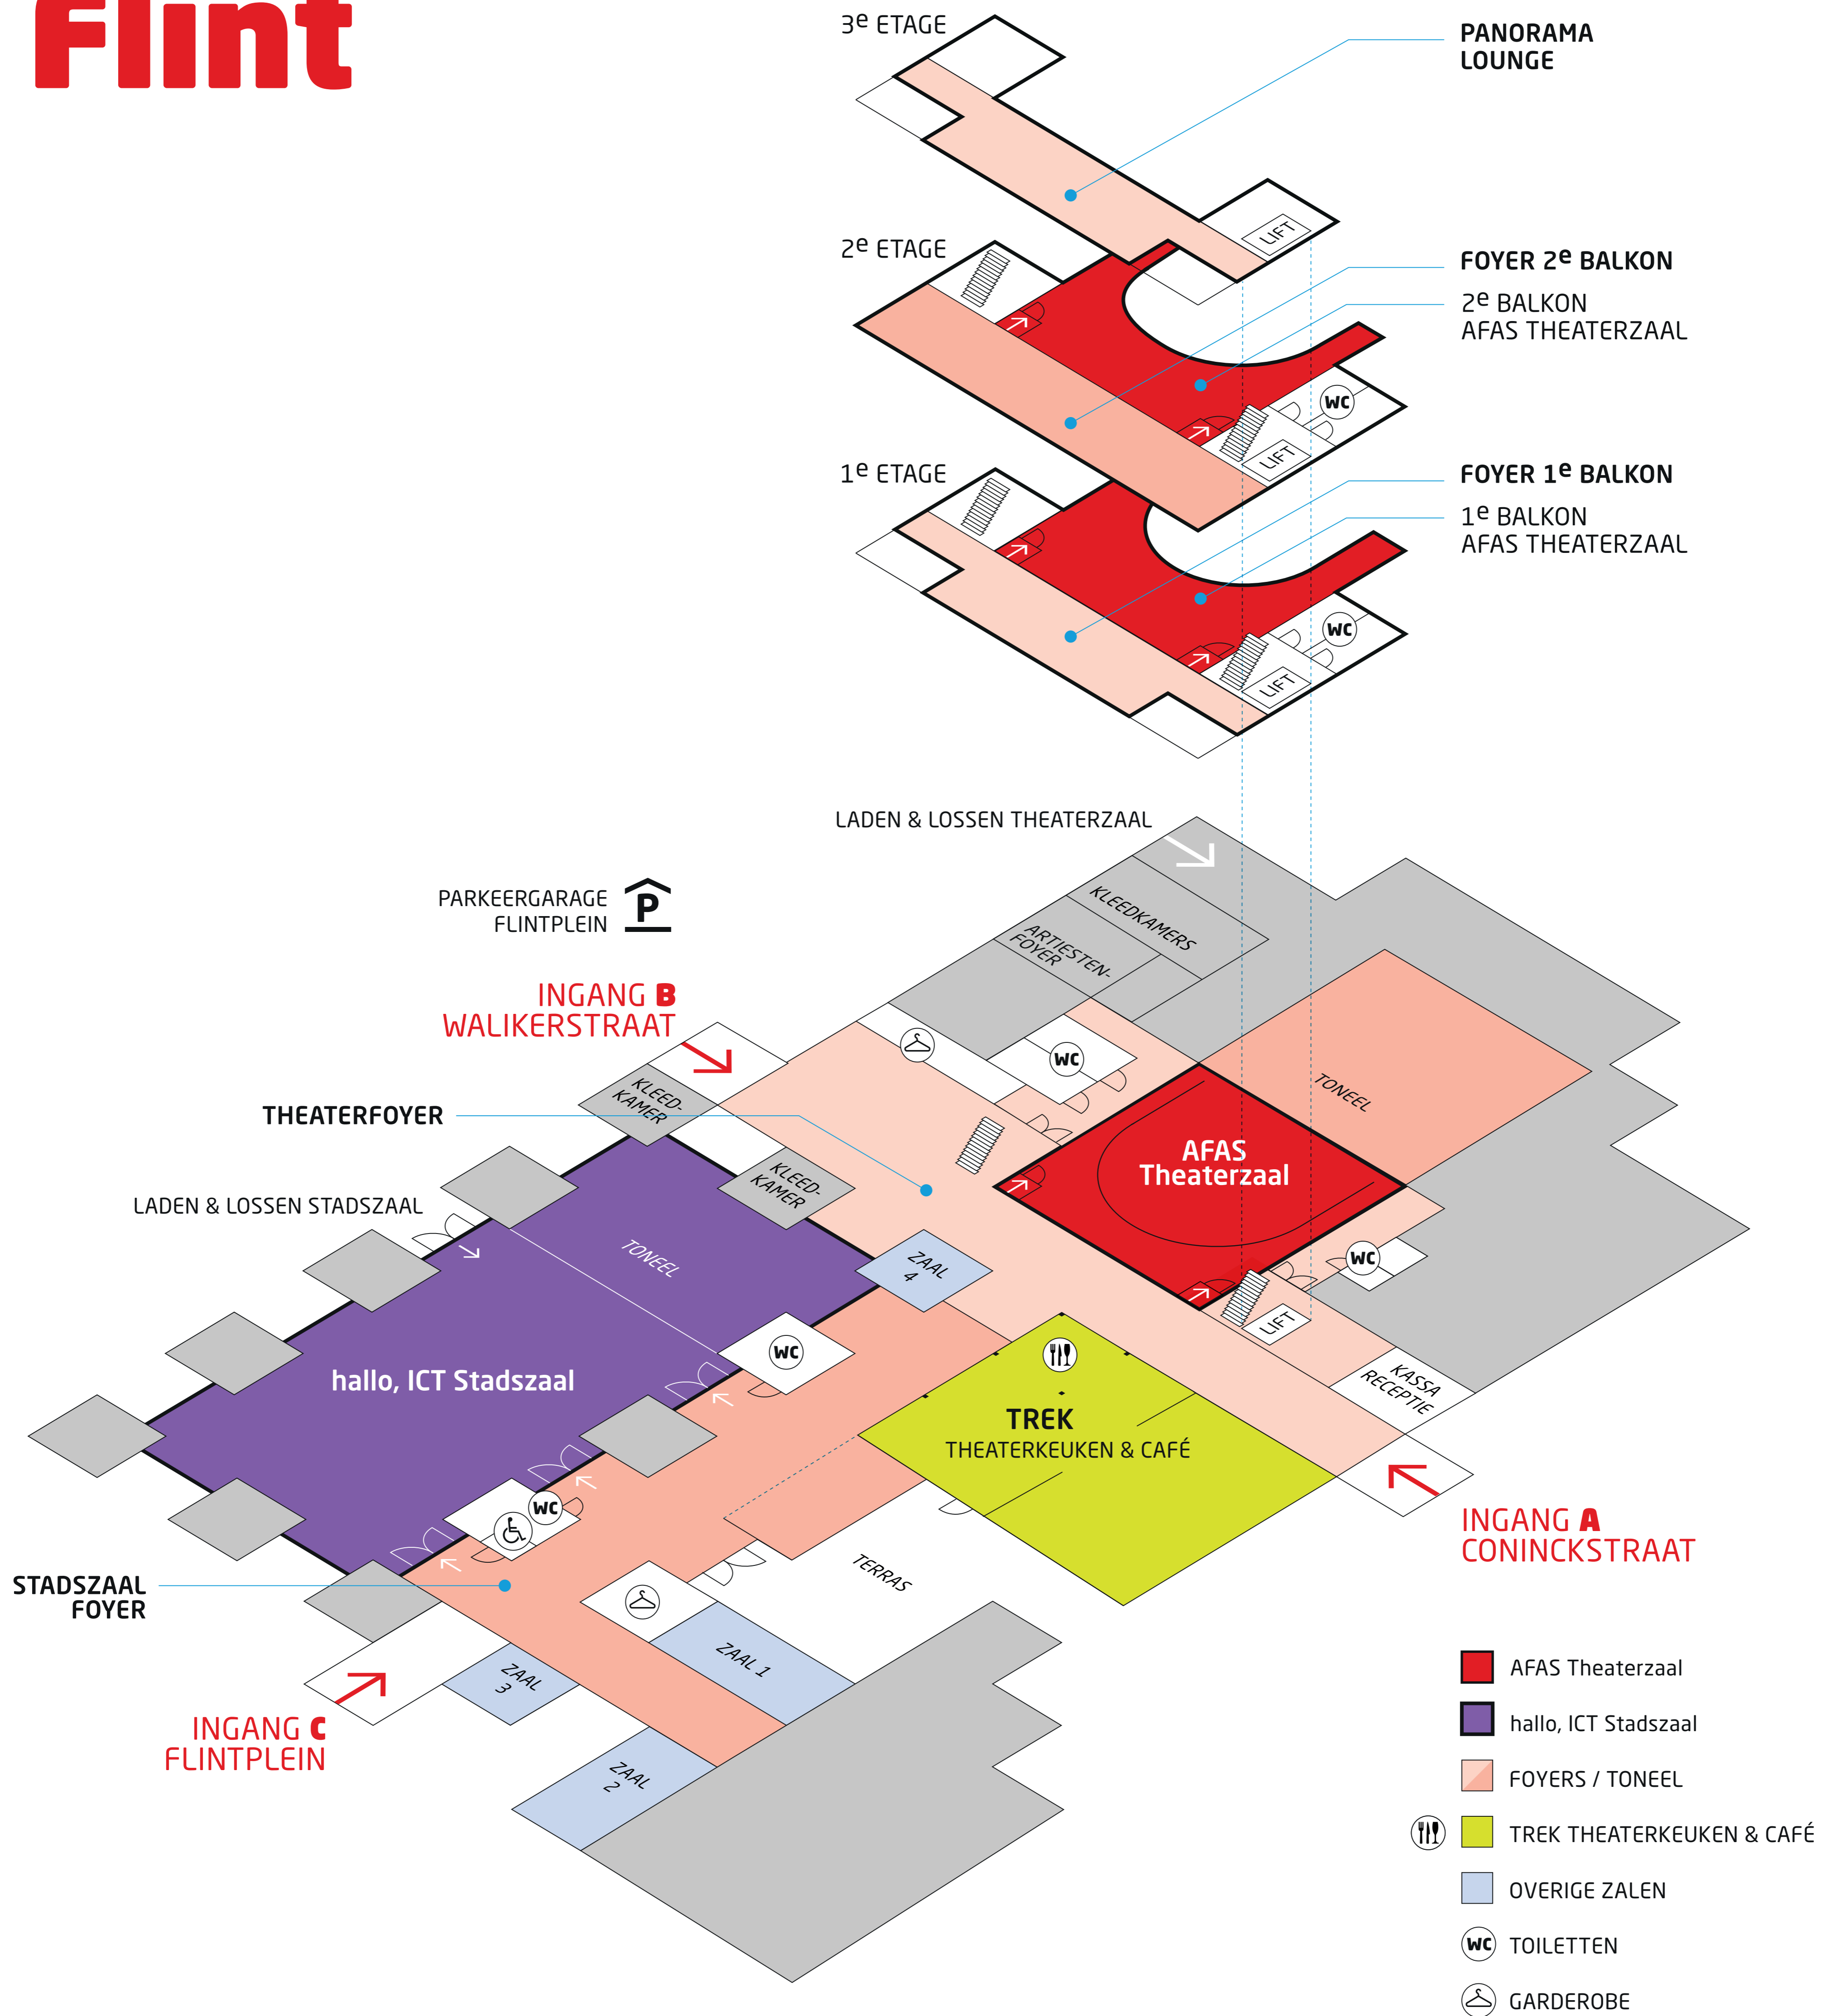 Flint
3e ETAGE
PANORAMA
LOUNGE
LIFT
2e ETAGE
FOYER 2e BALKON
2e BALKON
AFAS THEATERZAAL
WC
LIFT
1e ETAGE
FOYER 1e BALKON
1e BALKON
AFAS THEATERZAAL
WC
LIFT
LADEN & LOSSEN THEATERZAAL
PARKEERGARAGE
FLINTPLEIN
P
KLEEDKAMERS
ARTIESTEN-
FOYER
INGANG B
WALIKERSTRAAT
WC
KLEED-
KAMER
TONEEL
THEATERFOYER
AFAS
Theaterzaal
KLEED-
KAMER
LADEN & LOSSEN STADSZAAL
TONEEL
ZAAL
4
WC
LIFT
WC
hallo, ICT Stadszaal
KASSA
RECEPTIE
TREK
THEATERKEUKEN & CAFÉ
WC
INGANG A
CONINCKSTRAAT
TERRAS
STADSZAAL
FOYER
ZAAL 1
ZAAL
3
INGANG C
FLINTPLEIN
ZAAL
2
AFAS Theaterzaal
hallo, ICT Stadszaal
FOYERS / TONEEL
TREK THEATERKEUKEN & CAFÉ
OVERIGE ZALEN
WC TOILETTEN
GARDEROBE